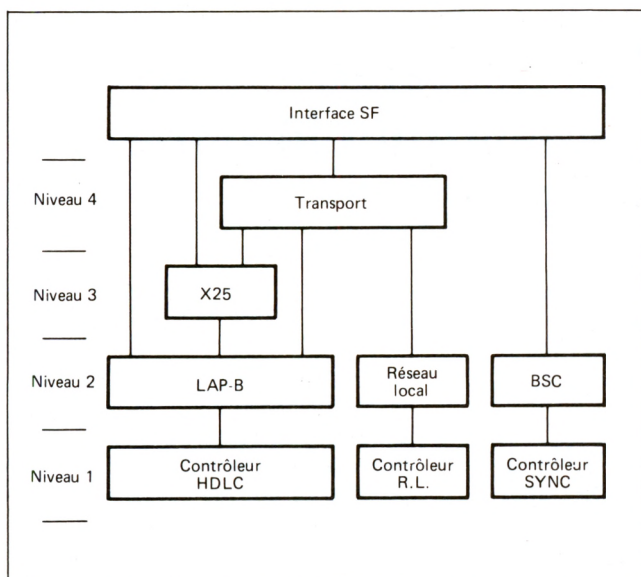 Interface SF
Niveau 4
Transport
Niveau 3
X25
Niveau 2
LAP-B
Réseau
local
BSC
Niveau 1
Contrôleur
HDLC
Contrôleur
R.L.
Contrôleur
SYNC